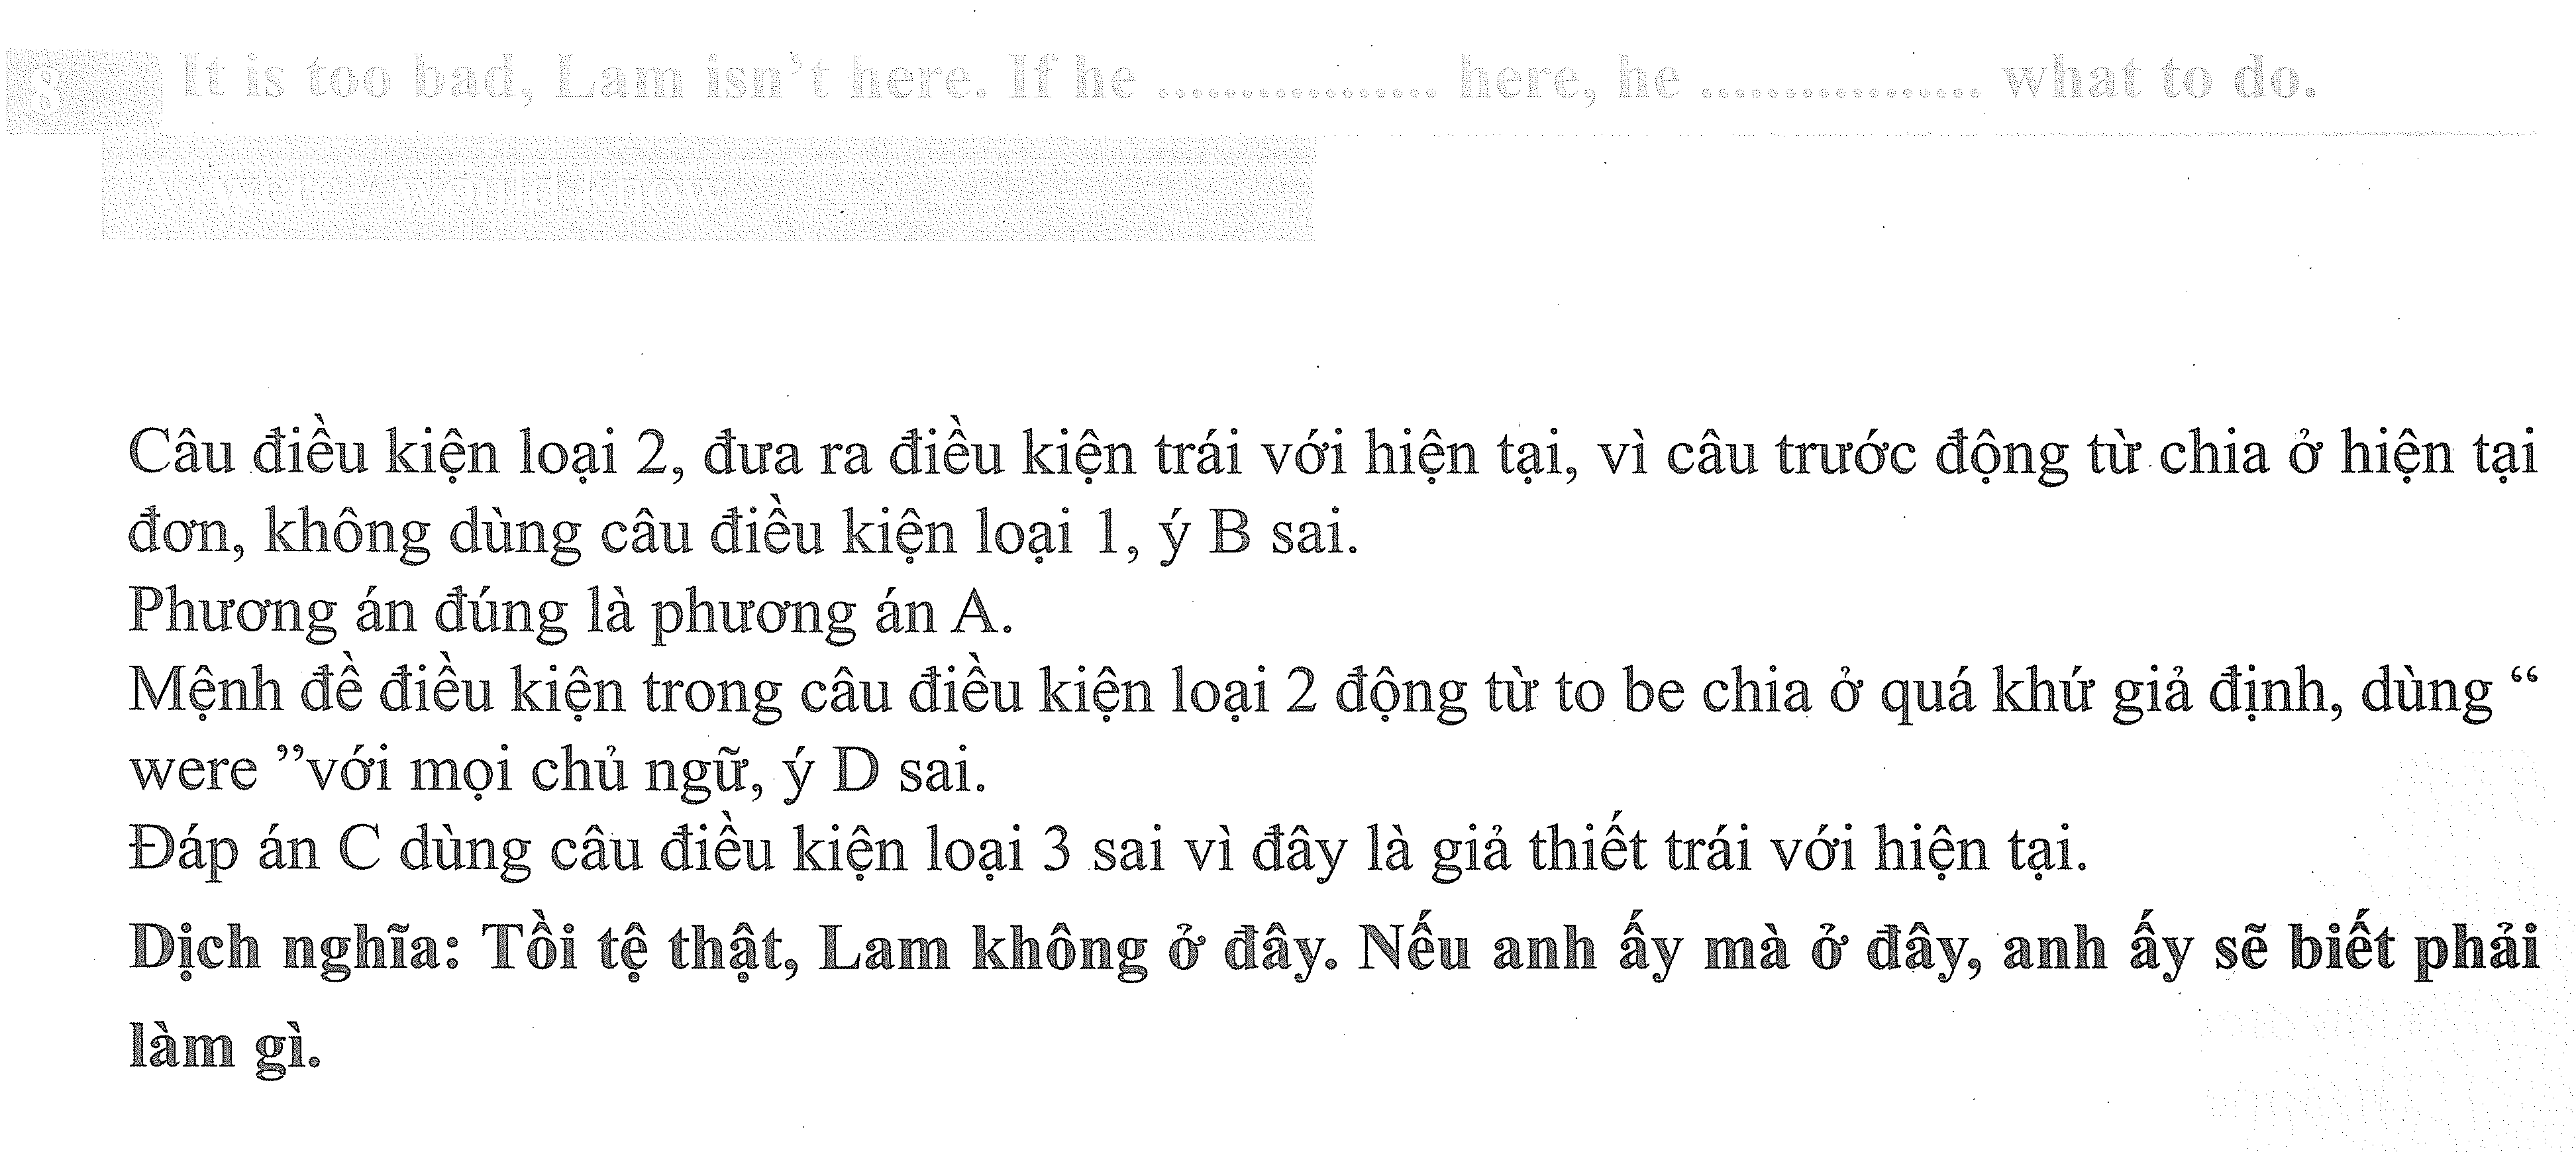 8 It is too bad, Lam isn't here. If he ................. here, he ................. what to do.
A. were / would know
Câu điều kiện loại 2, đưa ra điều kiện trái với hiện tại, vì câu trước động từ chia ở hiện tại
đơn, không dùng câu điều kiện loại 1, ý B sai.
Phương án đúng là phương án A.
Mệnh đề điều kiện trong câu điều kiện loại 2 động từ to be chia ở quá khứ giả định, dùng “
were ”với mọi chủ ngữ, ý D sai.
Đáp án C dùng câu điều kiện loại 3 sai vì đây là giả thiết trái với hiện tại.
Dịch nghĩa: Tồi tệ thật, Lam không ở đây. Nếu anh ấy mà ở đây, anh ấy sẽ biết phải
làm gì.